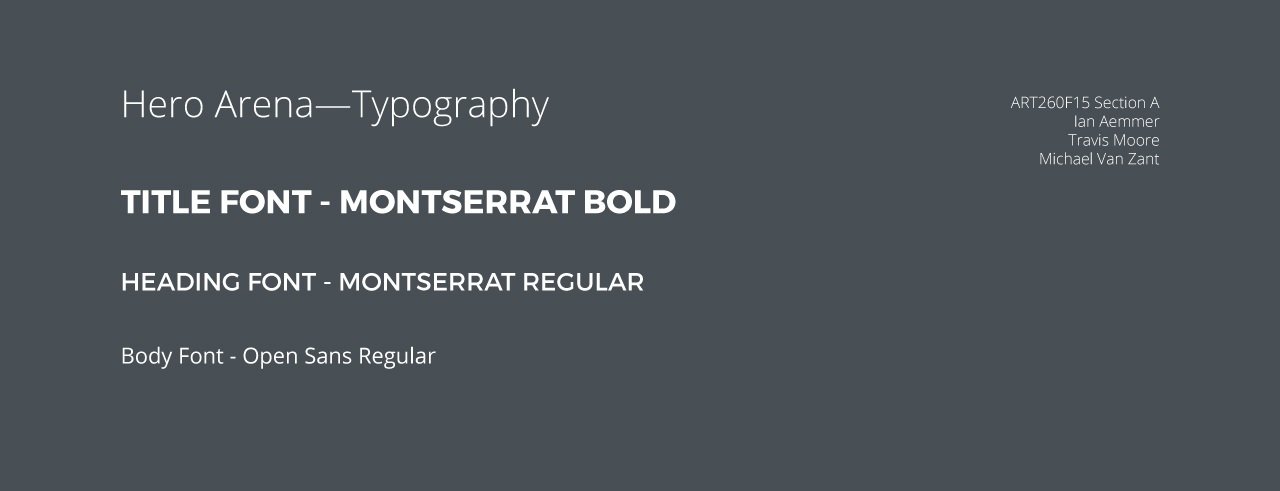 Hero Arena—Typography
ART260F15 Section A
Ian Aemmer
Travis Moore
Michael Van Zant
TITLE FONT - MONTSERRAT BOLD
HEADING FONT - MONTSERRAT REGULAR
Body Font - Open Sans Regular